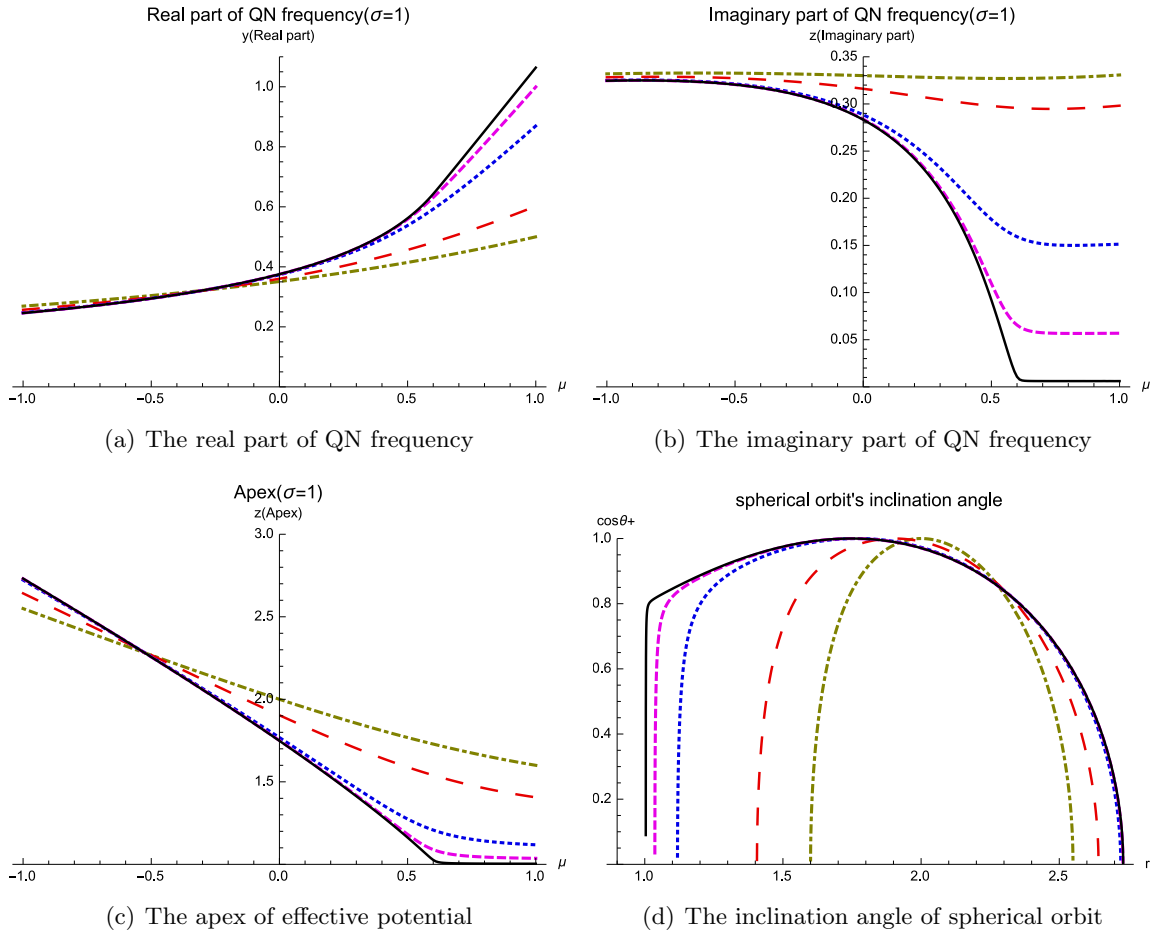 Real part of QN frequency(σ=1)
y(Real part)
1.0
0.8
0.6
0.4
0.2
-1.0 -0.5 0.0 0.5 1.0 μ
(a) The real part of QN frequency
Imaginary part of QN frequency(σ=1)
z(Imaginary part)
0.35
0.30
0.25
0.20
0.15
0.10
0.05
-1.0 -0.5 0.0 0.5 1.0 μ
(b) The imaginary part of QN frequency
Apex(σ=1)
z(Apex)
3.0
2.5
2.0
1.5
-1.0 -0.5 0.0 0.5 1.0 μ
(c) The apex of effective potential
spherical orbit's inclination angle
cosθ+
1.0
0.8
0.6
0.4
0.2
1.0 1.5 2.0 2.5 r
(d) The inclination angle of spherical orbit